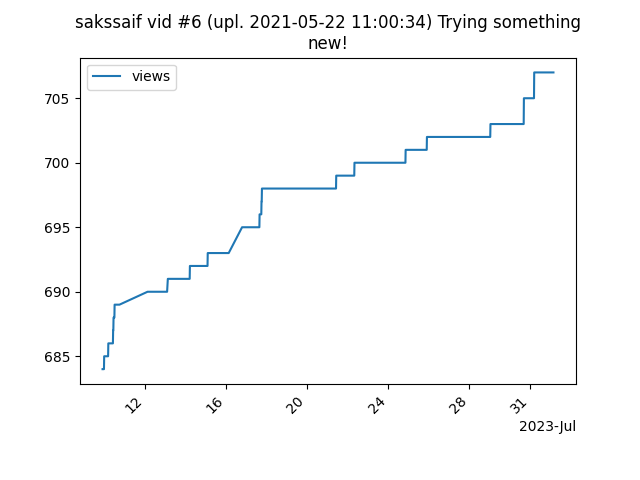 sakssaif vid #6 (upl. 2021-05-22 11:00:34) Trying something
new!
views
705
700
695
690
685
12
16
20
24
28
31
2023-Jul